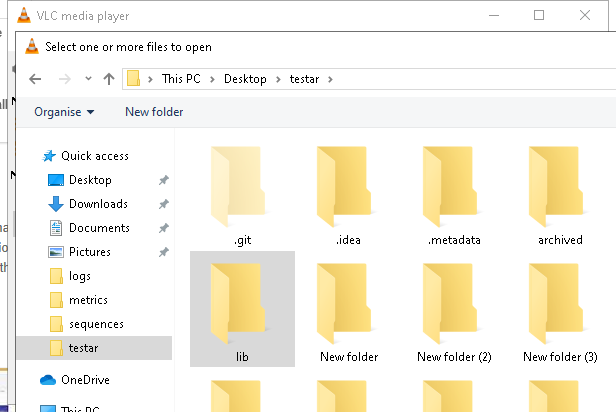 VLC media player
Select one or more files to open
This PC > Desktop > testar >
Organise New folder
Quick access
Desktop
Downloads
Documents
Pictures
logs
metrics
sequences
testar
OneDrive
This PC
.git .idea .metadata archived
lib New folder New folder (2) New folder (3)